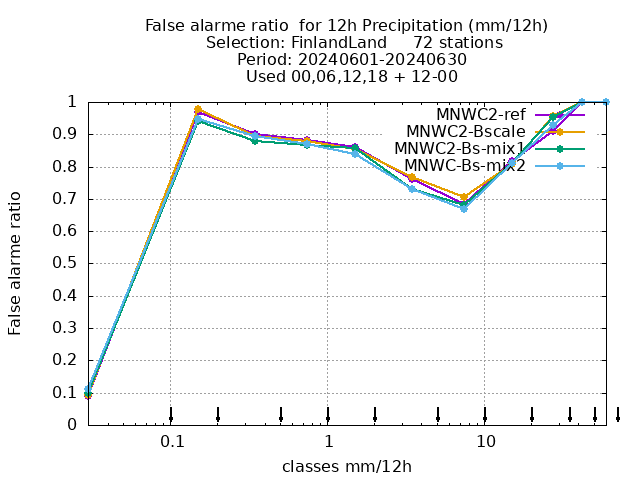 False alarme ratio  for 12h Precipitation (mm/12h)
Selection: FinlandLand     72 stations
Period: 20240601-20240630
Used 00,06,12,18 + 12-00
MNWC2-ref
MNWC2-Bscale
MNWC2-Bs-mix1
MNWC-Bs-mix2
False alarme ratio
1
0.9
0.8
0.7
0.6
0.5
0.4
0.3
0.2
0.1
0
0.1 1 10
classes mm/12h